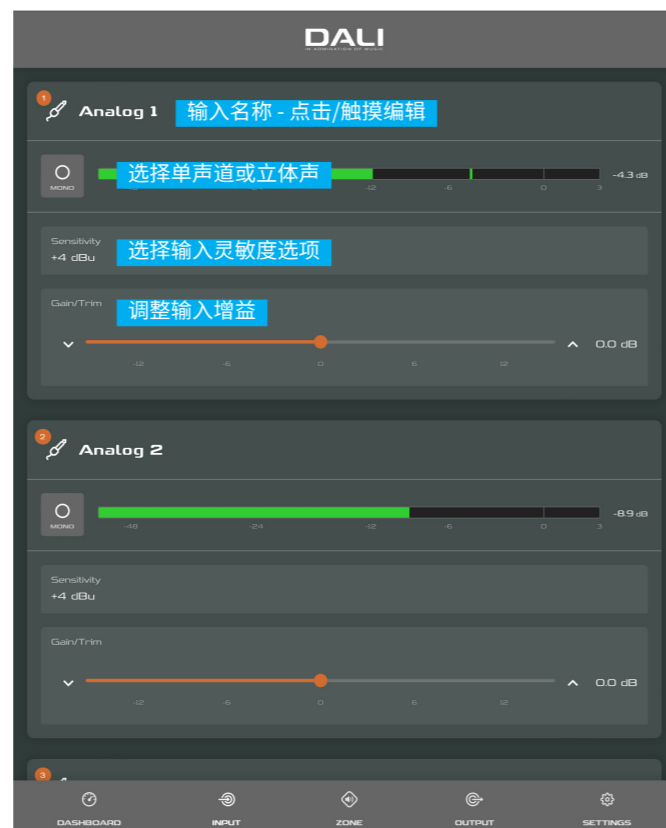 DALI
IN ADMIRATION OF MUSIC
1
Analog 1 输入名称 - 点击/触摸编辑
MONO 选择单声道或立体声 -4.3 dB
-12 -6 0 3
Sensitivity
+4 dBu 选择输入灵敏度选项
Gain/Trim 调整输入增益
0.0 dB
-12 -6 0 6 12
2
Analog 2
MONO -8.9 dB
-48 -24 -12 -6 0 3
Sensitivity
+4 dBu
Gain/Trim
0.0 dB
-12 -6 0 6 12
3
DASHBOARD INPUT ZONE OUTPUT SETTINGS